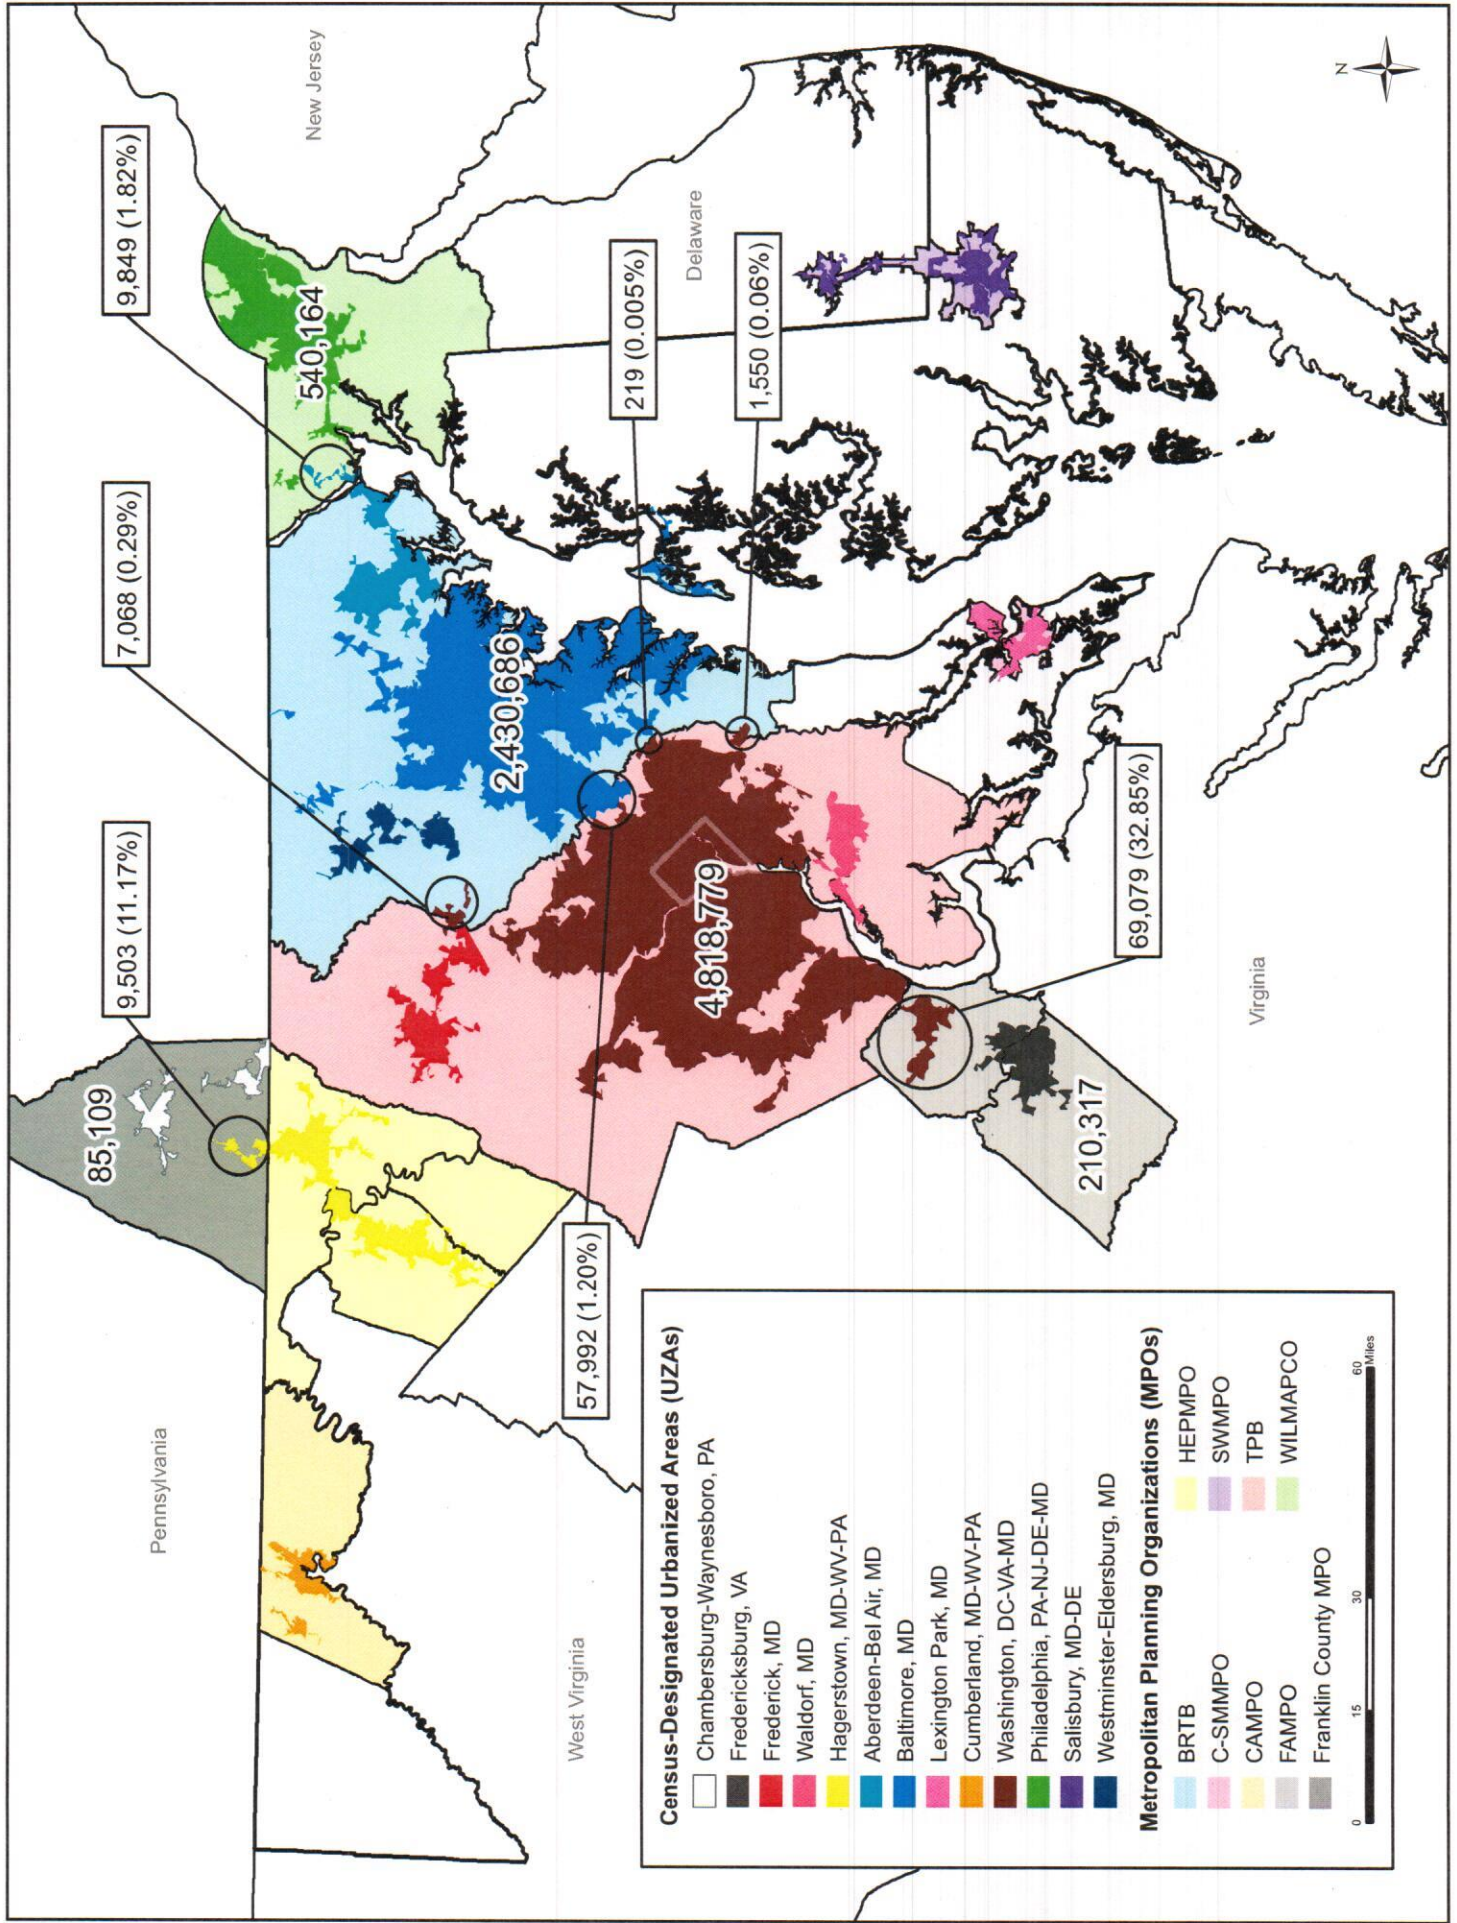 Pennsylvania
West Virginia
Virginia
Delaware
New Jersey
N
85,109
9,503 (11.17%)
7,068 (0.29%)
9,849 (1.82%)
540,164
2,430,686
219 (0.005%)
1,550 (0.06%)
4,818,779
57,992 (1.20%)
69,079 (32.85%)
210,317
Census-Designated Urbanized Areas (UZAs)
Chambersburg-Waynesboro, PA
Fredericksburg, VA
Frederick, MD
Waldorf, MD
Hagerstown, MD-WV-PA
Aberdeen-Bel Air, MD
Baltimore, MD
Lexington Park, MD
Cumberland, MD-WV-PA
Washington, DC-VA-MD
Philadelphia, PA-NJ-DE-MD
Salisbury, MD-DE
Westminster-Eldersburg, MD
Metropolitan Planning Organizations (MPOs)
BRTB
C-SMMPO
CAMPO
FAMPO
Franklin County MPO
HEPMPO
SWMPO
TPB
WILMAPCO
0 15 30 60
Miles